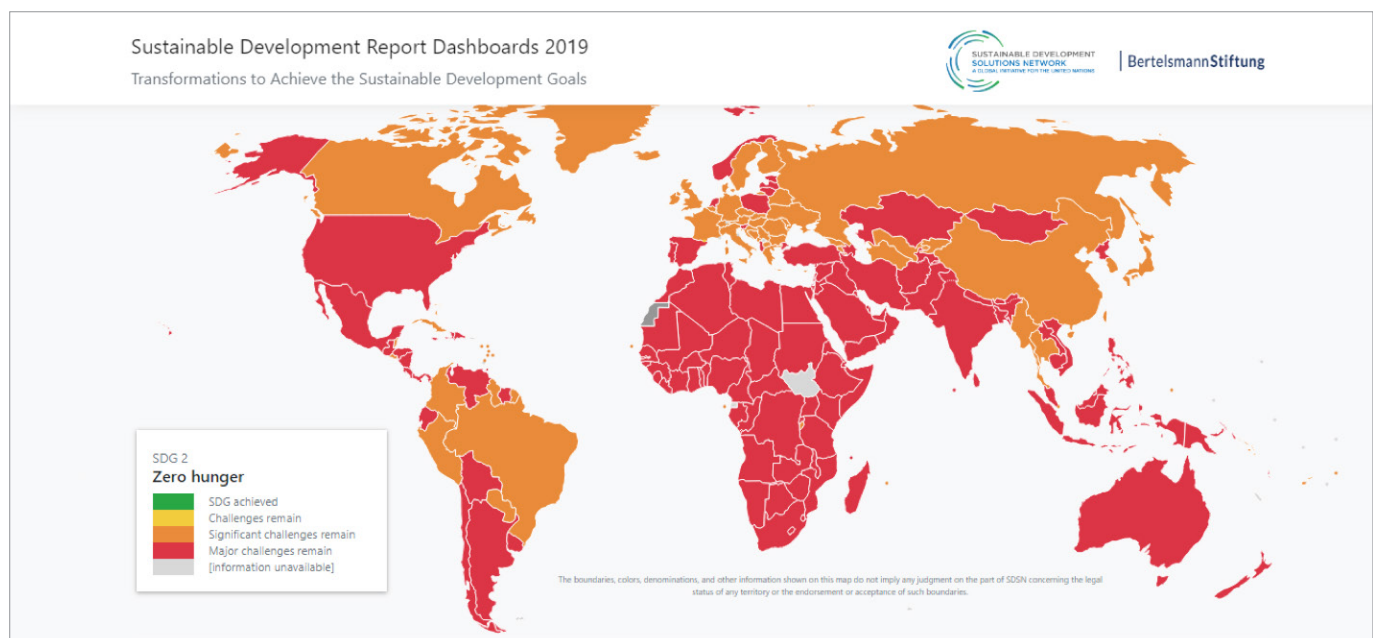 Sustainable Development Report Dashboards 2019
Transformations to Achieve the Sustainable Development Goals
SUSTAINABLE DEVELOPMENT
SOLUTIONS NETWORK
A GLOBAL INITIATIVE FOR THE UNITED NATIONS
BertelsmannStiftung
SDG 2
Zero hunger
SDG achieved
Challenges remain
Significant challenges remain
Major challenges remain
[information unavailable]
The boundaries, colors, denominations, and other information shown on this map do not imply any judgment on the part of SDSN concerning the legal
status of any territory or the endorsement or acceptance of such boundaries.